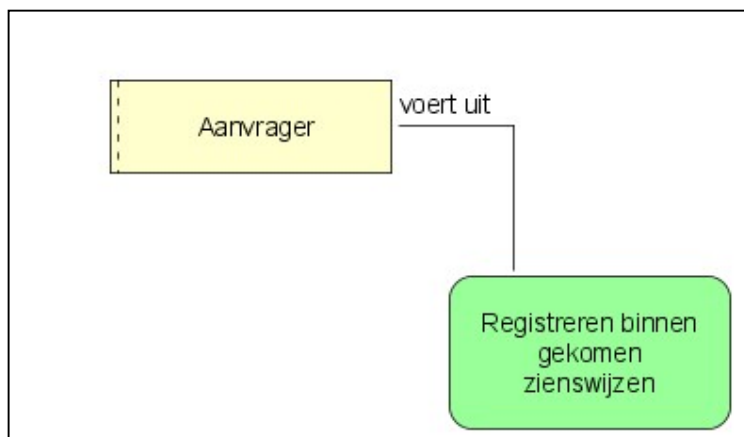 Aanvrager
voert uit
Registreren binnen
gekomen
zienswijzen